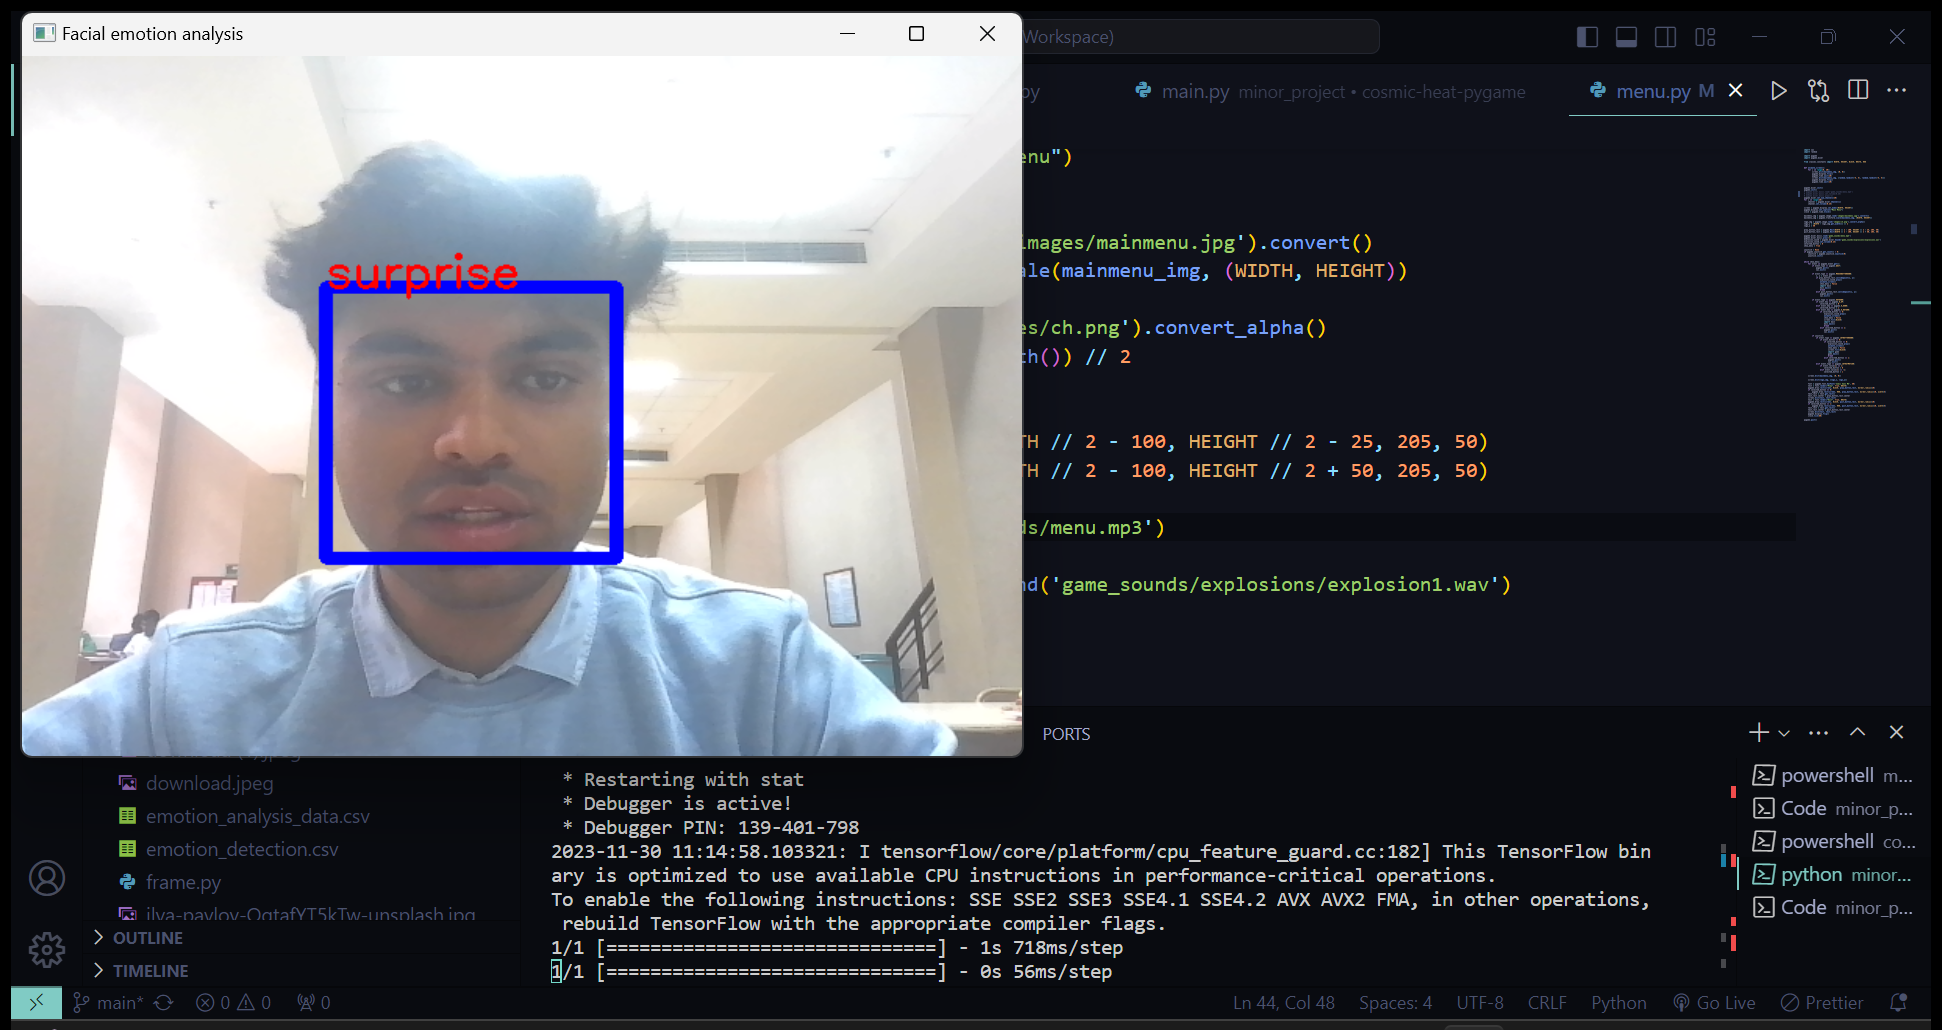 Facial emotion analysis
Workspace)
py
main.py minor_project • cosmic-heat-pygame
menu.py M
surprise
enu")
images/mainmenu.jpg').convert()
ale(mainmenu_img, (WIDTH, HEIGHT))
es/ch.png').convert_alpha()
th()) // 2
TH // 2 - 100, HEIGHT // 2 - 25, 205, 50)
TH // 2 - 100, HEIGHT // 2 + 50, 205, 50)
ds/menu.mp3')
nd('game_sounds/explosions/explosion1.wav')
PORTS
download.jpeg
emotion_analysis_data.csv
emotion_detection.csv
frame.py
ilya-pavlov-OqtafYT5kTw-unsplash.jpg
OUTLINE
TIMELINE
* Restarting with stat
* Debugger is active!
* Debugger PIN: 139-401-798
2023-11-30 11:14:58.103321: I tensorflow/core/platform/cpu_feature_guard.cc:182] This TensorFlow bin
ary is optimized to use available CPU instructions in performance-critical operations.
To enable the following instructions: SSE SSE2 SSE3 SSE4.1 SSE4.2 AVX AVX2 FMA, in other operations,
rebuild TensorFlow with the appropriate compiler flags.
1/1 [==============================] - 1s 718ms/step
1/1 [==============================] - 0s 56ms/step
powershell m...
Code minor_p...
powershell co...
python minor...
Code minor_p...
main* 0 0 0
Ln 44, Col 48 Spaces: 4 UTF-8 CRLF Python Go Live Prettier